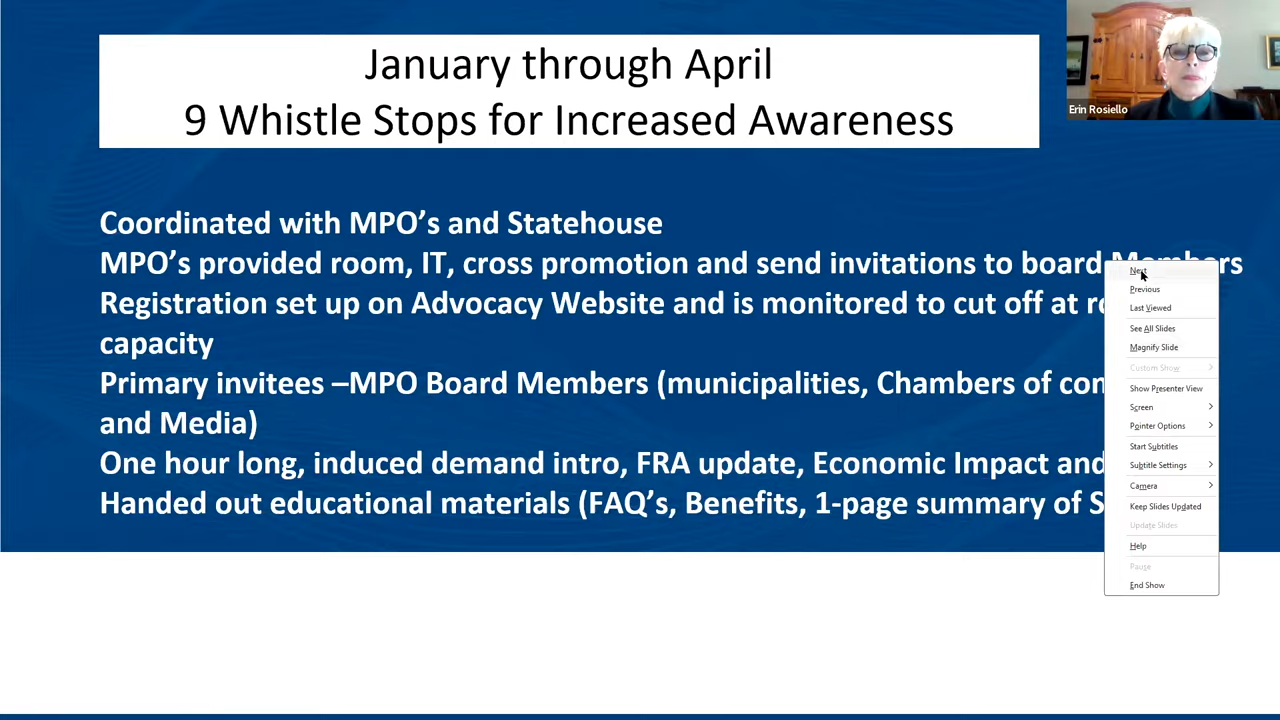 January through April
9 Whistle Stops for Increased Awareness
Erin Rosiello
Coordinated with MPO’s and Statehouse
MPO’s provided room, IT, cross promotion and send invitations to board Members
Registration set up on Advocacy Website and is monitored to cut off at
capacity
Primary invitees –MPO Board Members (municipalities, Chambers of
and Media)
One hour long, induced demand intro, FRA update, Economic Impact and
Handed out educational materials (FAQ’s, Benefits, 1-page summary of
Next
Previous
Last Viewed
See All Slides
Magnify Slide
Custom Show
Show Presenter View
Screen
Pointer Options
Start Subtitles
Subtitle Settings
Camera
Keep Slides Updated
Update Slides
Help
Pause
End Show